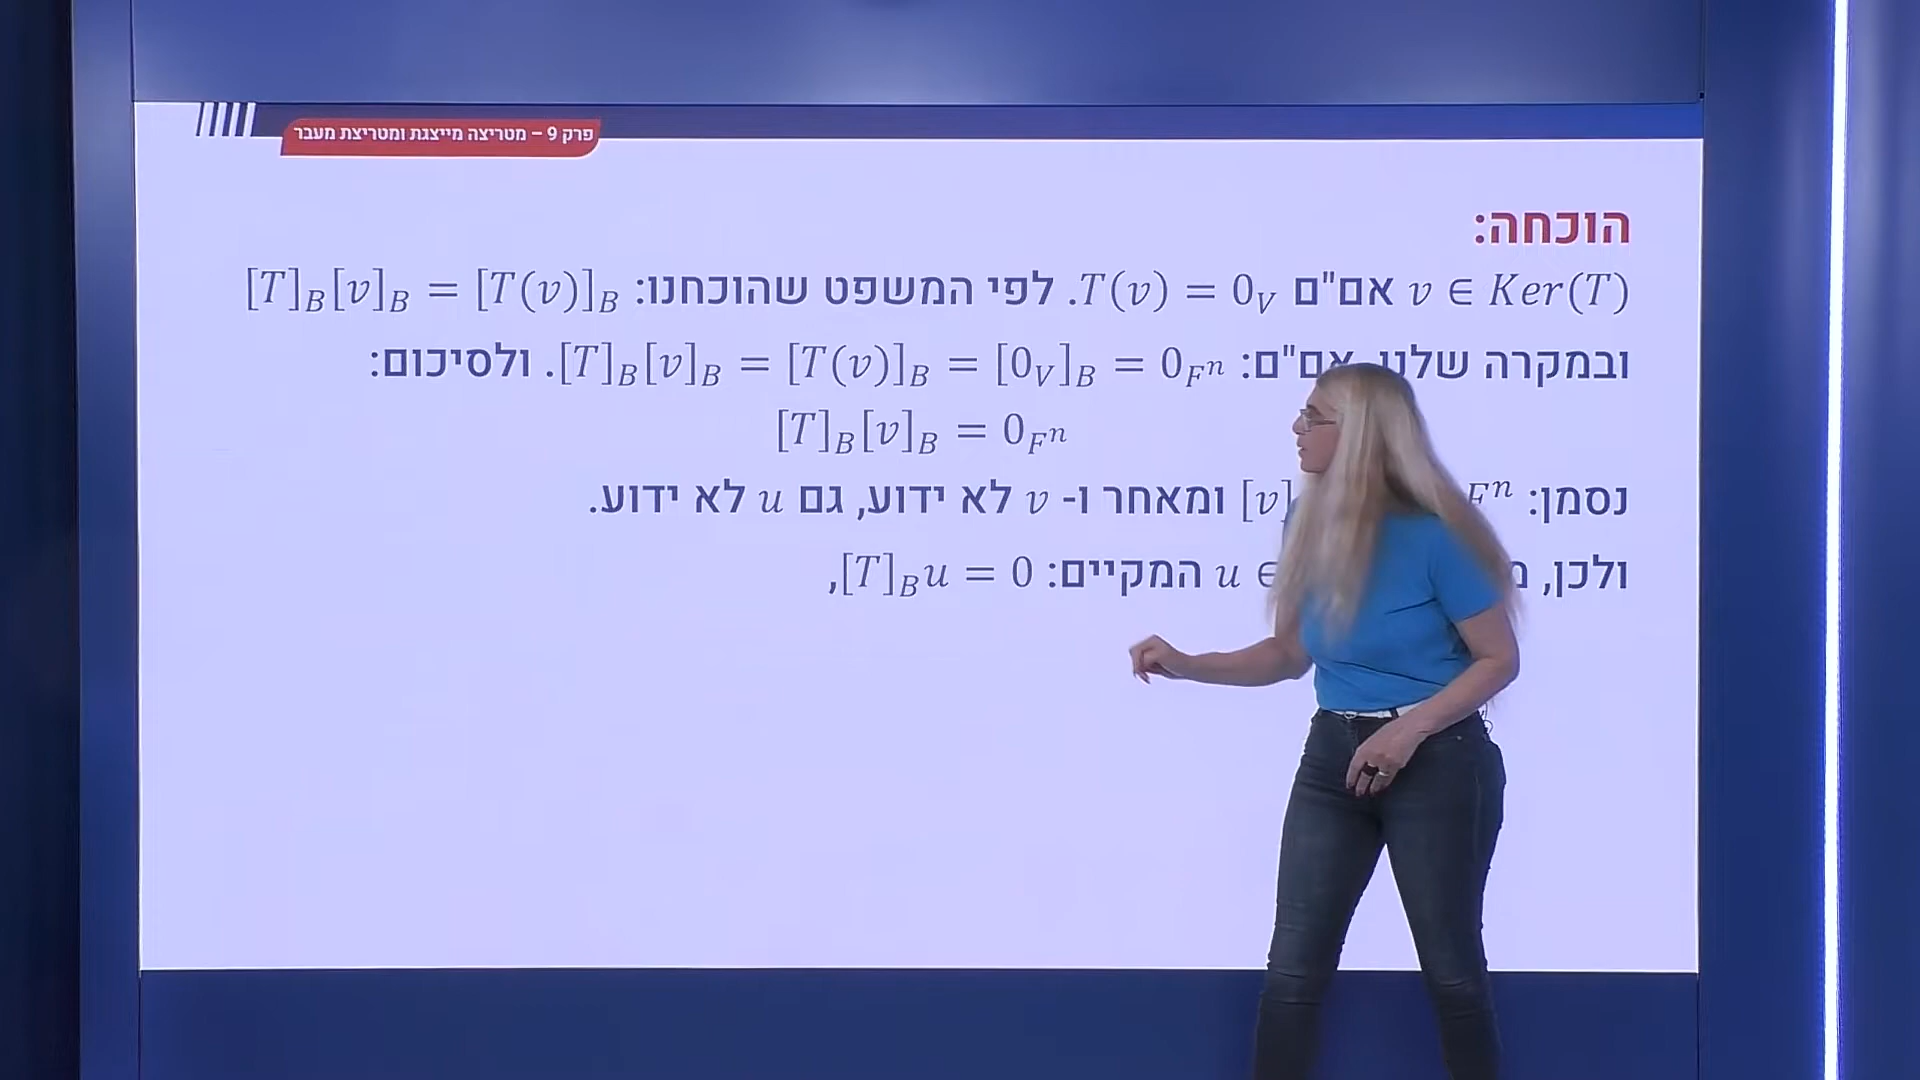 פרק 9 – מטריצה מייצגת ומטריצת מעבר
הוכחה:
v ∈ Ker(T) אם"ם T(v) = 0_V. לפי המשפט שהוכחנו: [T]_B[v]_B = [T(v)]_B
ובמקרה שלנו, אם"ם: [T]_B[v]_B = [T(v)]_B = [0_V]_B = 0_{F^n}. ולסיכום:
[T]_B[v]_B = 0_{F^n}
נסמן: F^n [v] ומאחר ו- v לא ידוע, גם u לא ידוע.
ולכן, u ∈ המקיים: [T]_B u = 0,